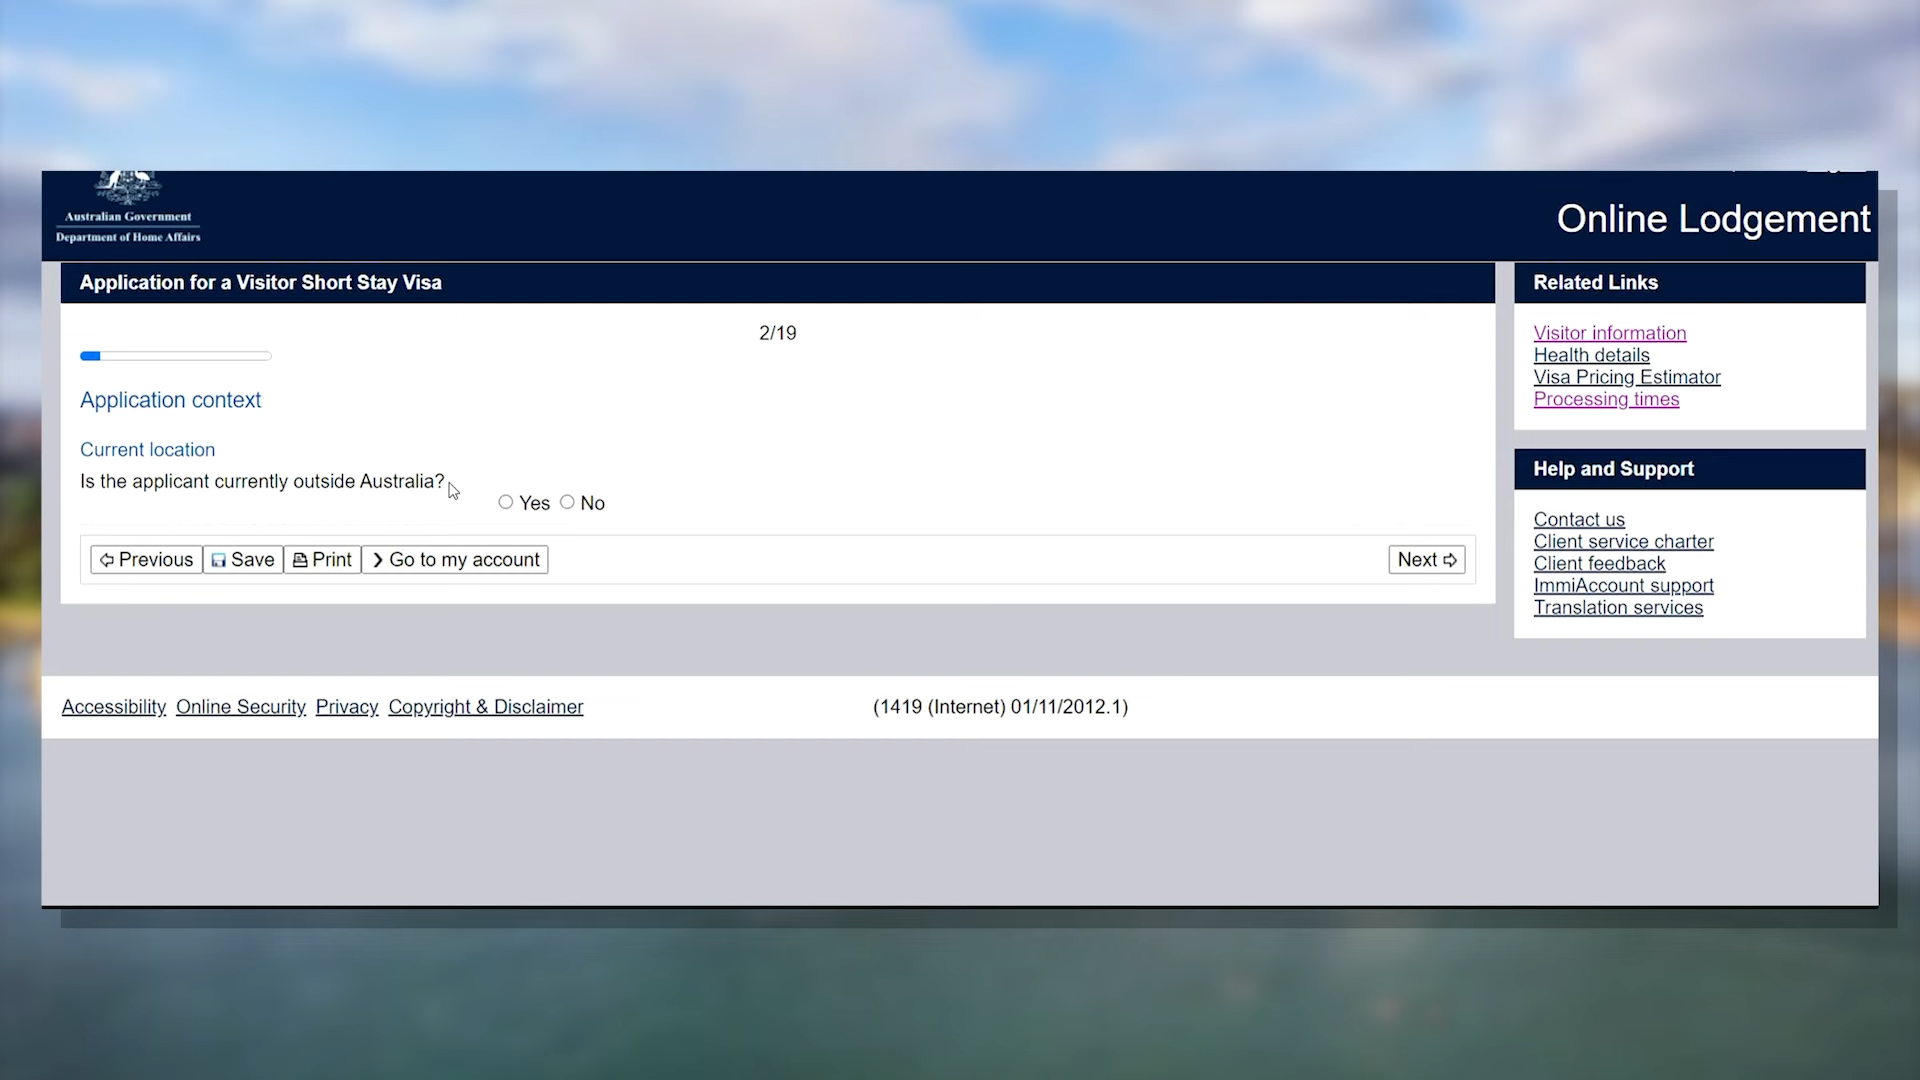 Australian Government
Department of Home Affairs
Online Lodgement
Application for a Visitor Short Stay Visa
2/19
Application context
Current location
Is the applicant currently outside Australia?
Yes No
Previous Save Print Go to my account Next
Related Links
Visitor information
Health details
Visa Pricing Estimator
Processing times
Help and Support
Contact us
Client service charter
Client feedback
ImmiAccount support
Translation services
Accessibility Online Security Privacy Copyright & Disclaimer (1419 (Internet) 01/11/2012.1)